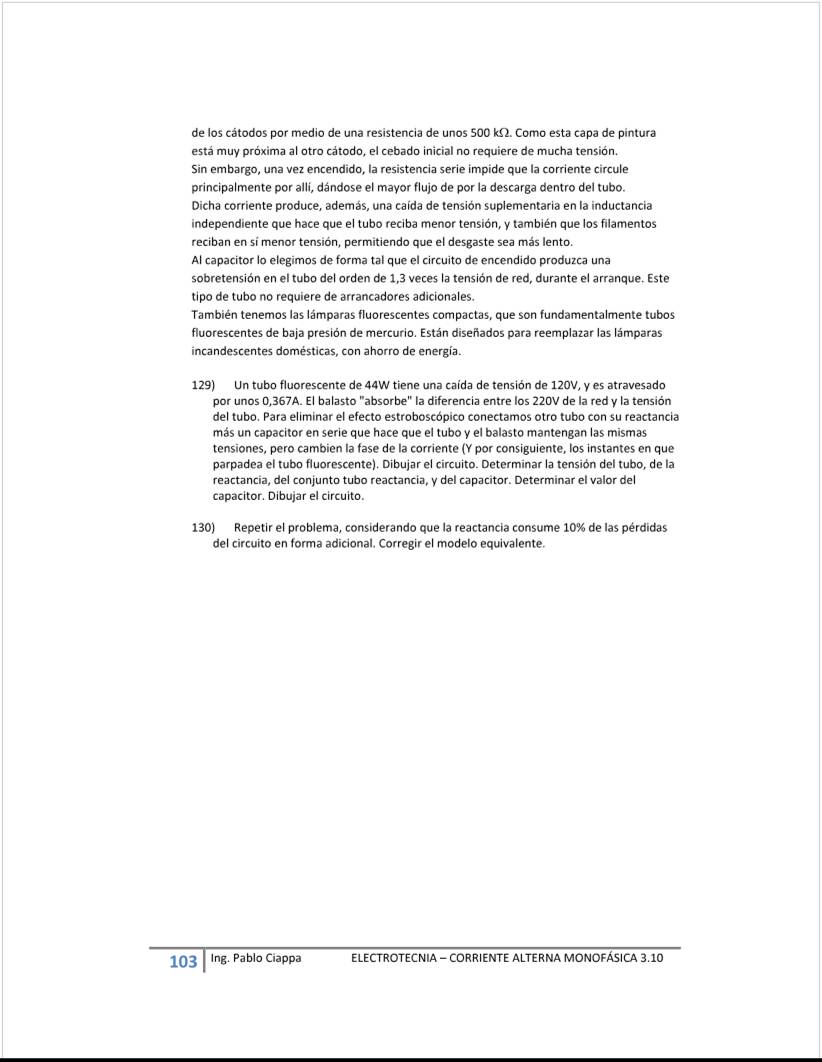 de los cátodos por medio de una resistencia de unos 500 kΩ. Como esta capa de pintura
está muy próxima al otro cátodo, el cebado inicial no requiere de mucha tensión.
Sin embargo, una vez encendido, la resistencia serie impide que la corriente circule
principalmente por allí, dándose el mayor flujo de por la descarga dentro del tubo.
Dicha corriente produce, además, una caída de tensión suplementaria en la inductancia
independiente que hace que el tubo reciba menor tensión, y también que los filamentos
reciban en sí menor tensión, permitiendo que el desgaste sea más lento.
Al capacitor lo elegimos de forma tal que el circuito de encendido produzca una
sobretensión en el tubo del orden de 1,3 veces la tensión de red, durante el arranque. Este
tipo de tubo no requiere de arrancadores adicionales.
También tenemos las lámparas fluorescentes compactas, que son fundamentalmente tubos
fluorescentes de baja presión de mercurio. Están diseñados para reemplazar las lámparas
incandescentes domésticas, con ahorro de energía.
129) Un tubo fluorescente de 44W tiene una caída de tensión de 120V, y es atravesado
por unos 0,367A. El balasto "absorbe" la diferencia entre los 220V de la red y la tensión
del tubo. Para eliminar el efecto estroboscópico conectamos otro tubo con su reactancia
más un capacitor en serie que hace que el tubo y el balasto mantengan las mismas
tensiones, pero cambien la fase de la corriente (Y por consiguiente, los instantes en que
parpadea el tubo fluorescente). Dibujar el circuito. Determinar la tensión del tubo, de la
reactancia, del conjunto tubo reactancia, y del capacitor. Determinar el valor del
capacitor. Dibujar el circuito.
130) Repetir el problema, considerando que la reactancia consume 10% de las pérdidas
del circuito en forma adicional. Corregir el modelo equivalente.
103 Ing. Pablo Ciappa ELECTROTECNIA – CORRIENTE ALTERNA MONOFÁSICA 3.10